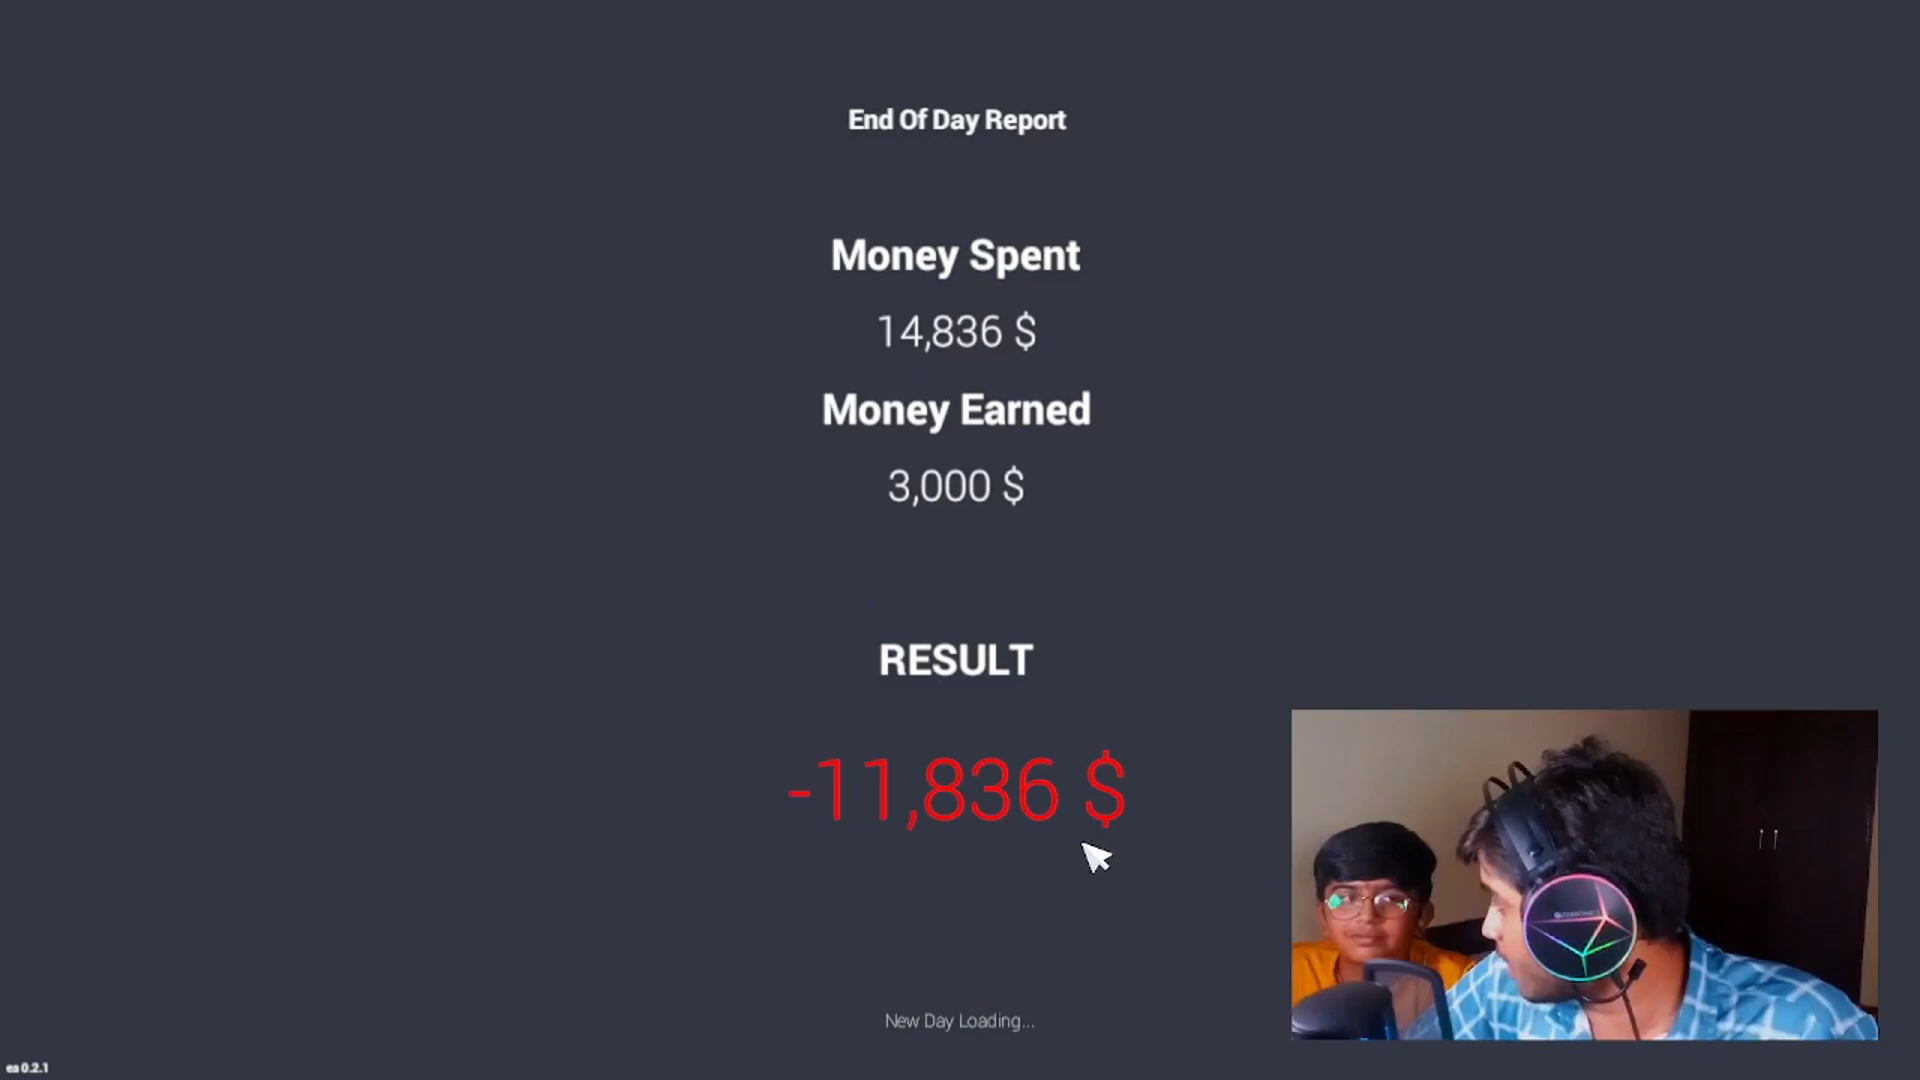 End Of Day Report
Money Spent
14,836 $
Money Earned
3,000 $
RESULT
-11,836 $
New Day Loading...
ea 0.2.1